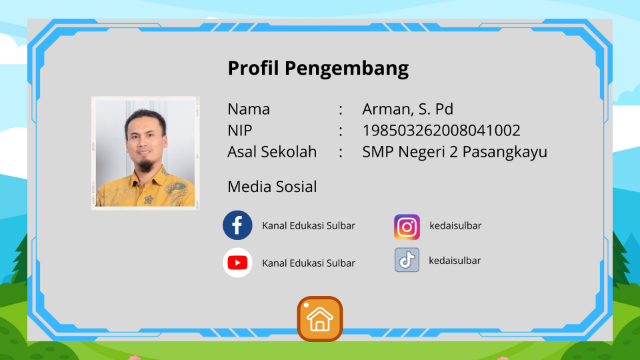 Profil Pengembang
Nama : Arman, S. Pd
NIP : 198503262008041002
Asal Sekolah : SMP Negeri 2 Pasangkayu
Media Sosial
Kanal Edukasi Sulbar
kedaisulbar
Kanal Edukasi Sulbar
kedaisulbar